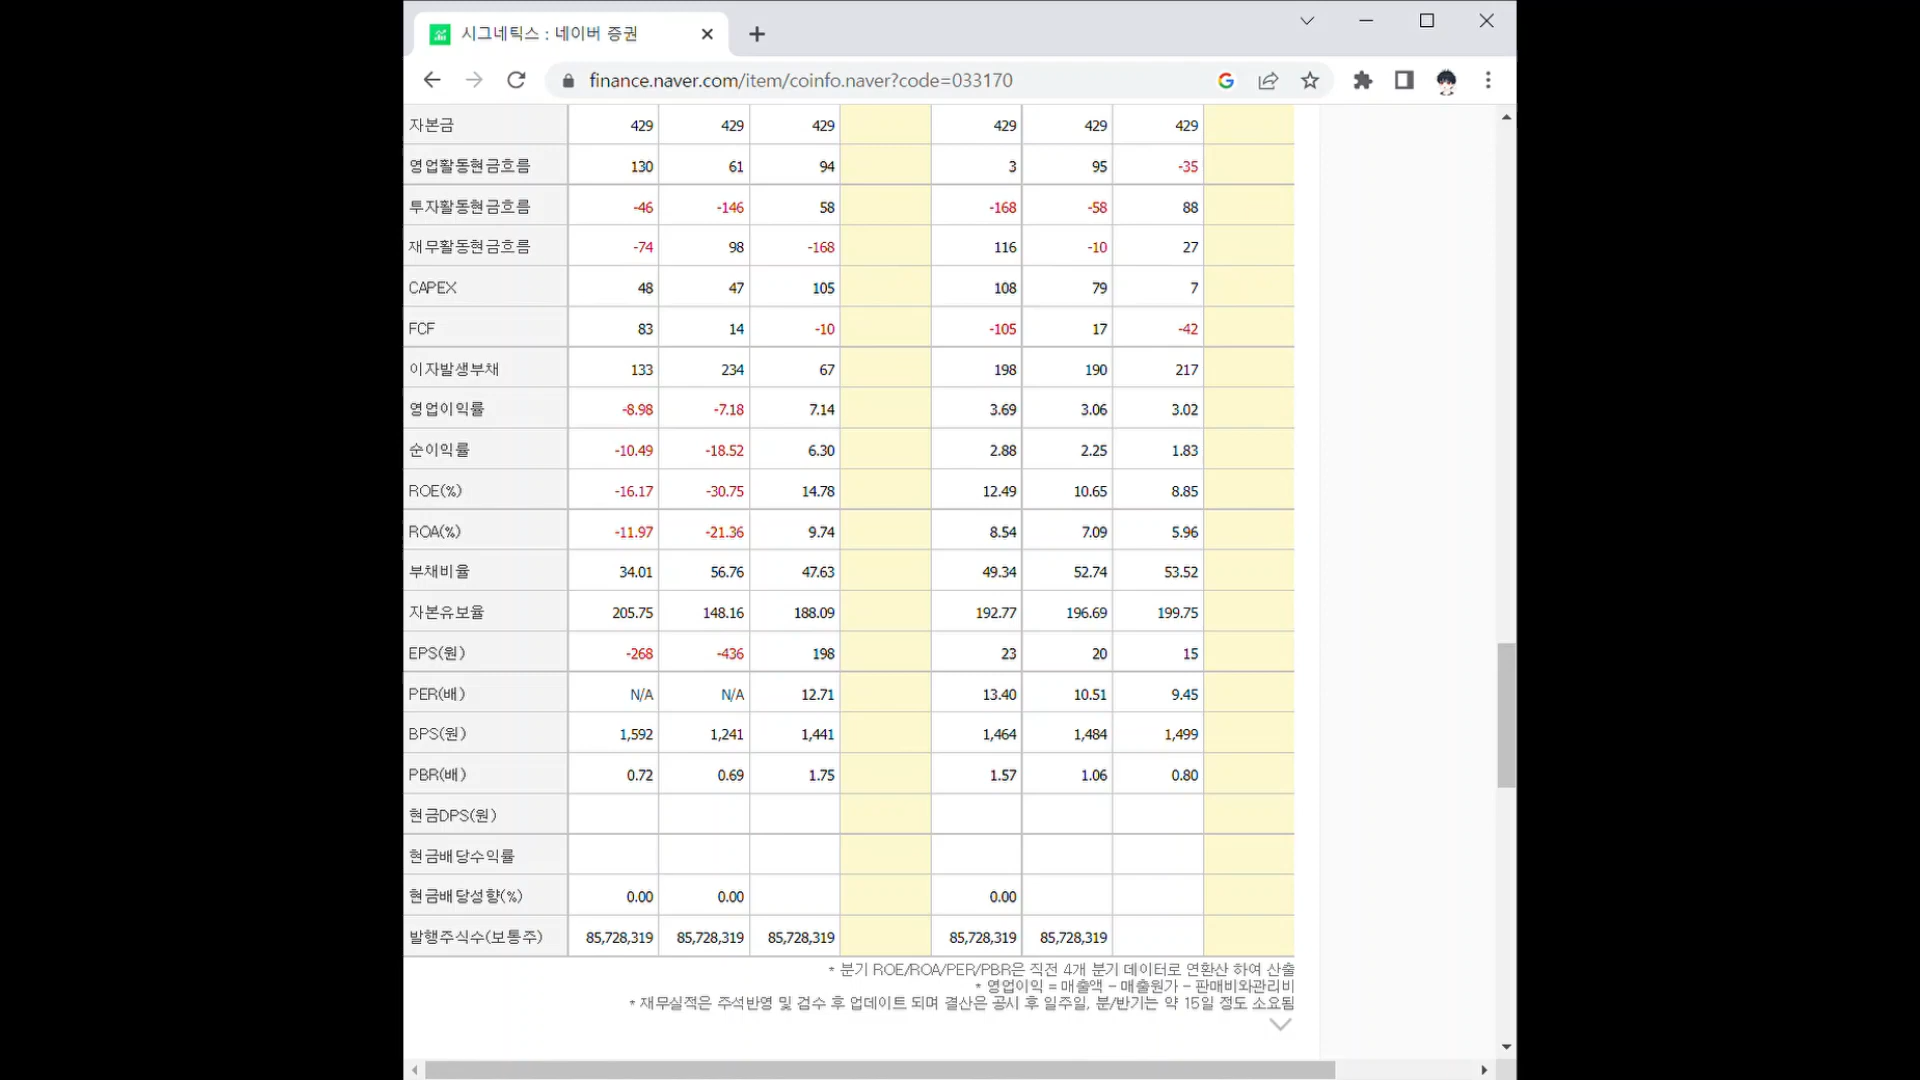 시그네틱스 : 네이버 증권
finance.naver.com/item/coinfo.naver?code=033170
자본금 429 429 429 429 429 429
영업활동현금흐름 130 61 94 3 95 -35
투자활동현금흐름 -46 -146 58 -168 -58 88
재무활동현금흐름 -74 98 -168 116 -10 27
CAPEX 48 47 105 108 79 7
FCF 83 14 -10 -105 17 -42
이자발생부채 133 234 67 198 190 217
영업이익률 -8.98 -7.18 7.14 3.69 3.06 3.02
순이익률 -10.49 -18.52 6.30 2.88 2.25 1.83
ROE(%) -16.17 -30.75 14.78 12.49 10.65 8.85
ROA(%) -11.97 -21.36 9.74 8.54 7.09 5.96
부채비율 34.01 56.76 47.63 49.34 52.74 53.52
자본유보율 205.75 148.16 188.09 192.77 196.69 199.75
EPS(원) -268 -436 198 23 20 15
PER(배) N/A N/A 12.71 13.40 10.51 9.45
BPS(원) 1,592 1,241 1,441 1,464 1,484 1,499
PBR(배) 0.72 0.69 1.75 1.57 1.06 0.80
현금DPS(원)
현금배당수익률
현금배당성향(%) 0.00 0.00 0.00
발행주식수(보통주) 85,728,319 85,728,319 85,728,319 85,728,319 85,728,319
* 분기 ROE/ROA/PER/PBR은 직전 4개 분기 데이터로 연환산 하여 산출
* 영업이익 = 매출액 - 매출원가 - 판매비와관리비
* 재무실적은 주석반영 및 검수 후 업데이트 되며 결산은 공시 후 일주일, 분/반기는 약 15일 정도 소요됨